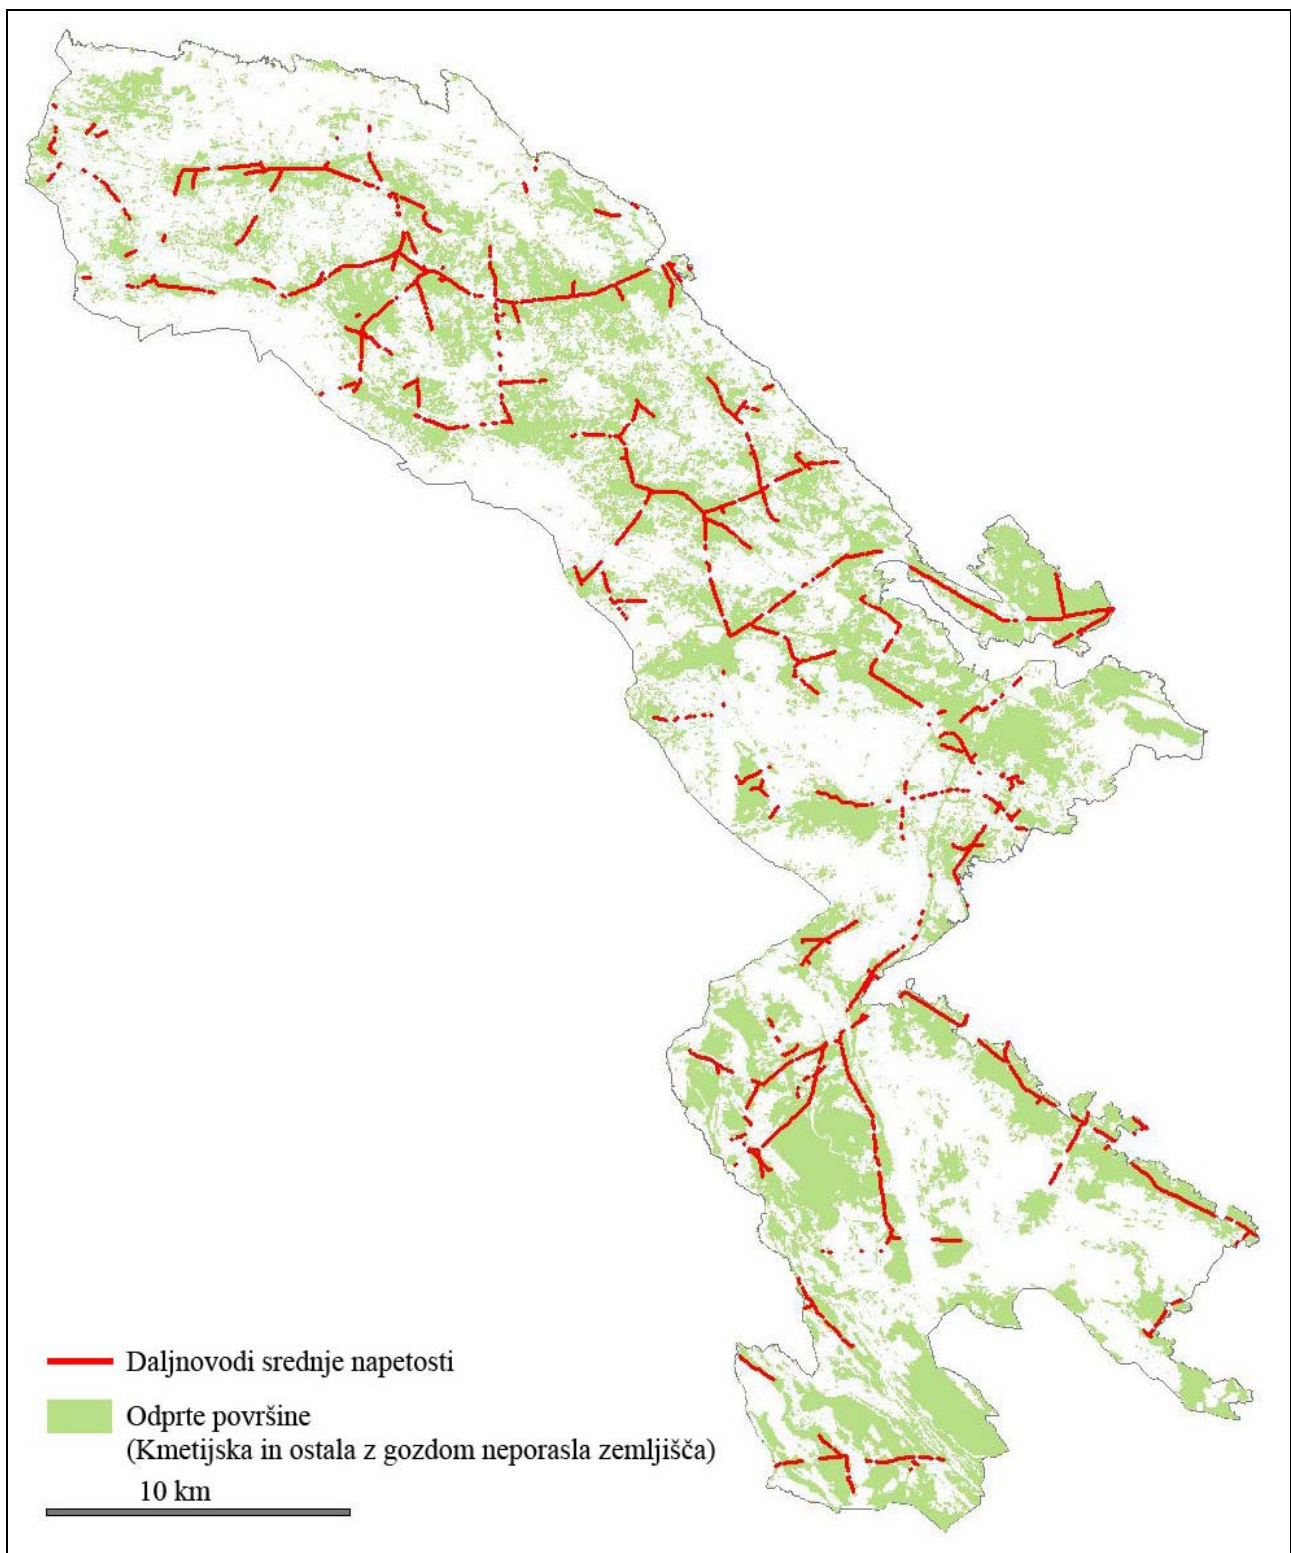 Daljnovodi srednje napetosti
Odprte površine
(Kmetijska in ostala z gozdom neporasla zemljišča)
10 km